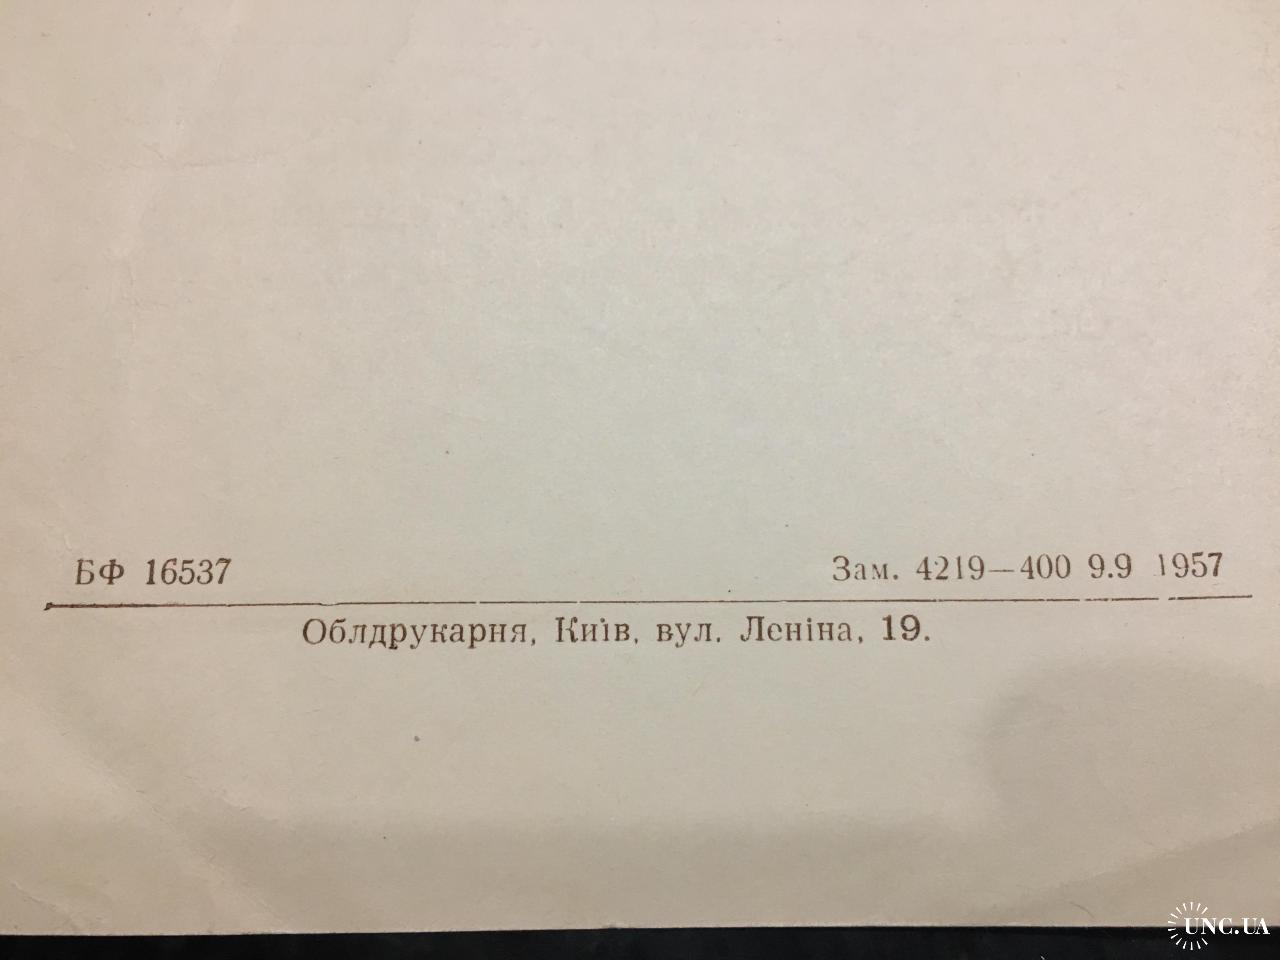 БФ 16537
Зам. 4219—400 9.9 1957
Облдрукарня, Київ, вул. Леніна, 19.
UNC.UA